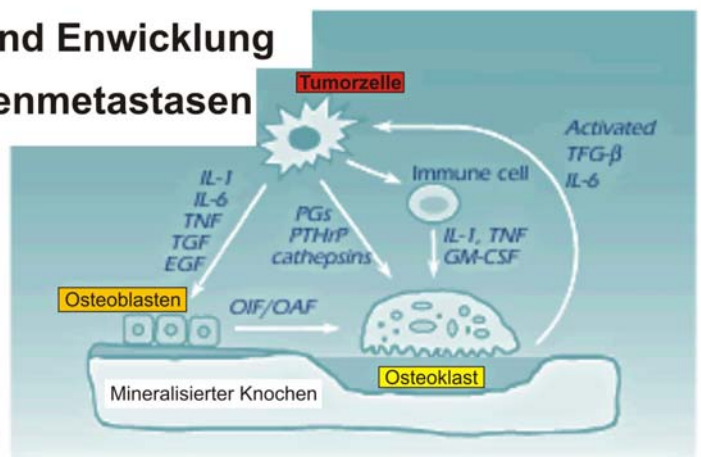 nd Enwicklung
enmetastasen
Tumorzelle
Activated
TFG-β
IL-6
Immune cell
IL-1
IL-6
TNF
TGF
EGF
PGs
PTHrP
cathepsins
IL-1, TNF
GM-CSF
Osteoblasten
OIF/OAF
Osteoklast
Mineralisierter Knochen